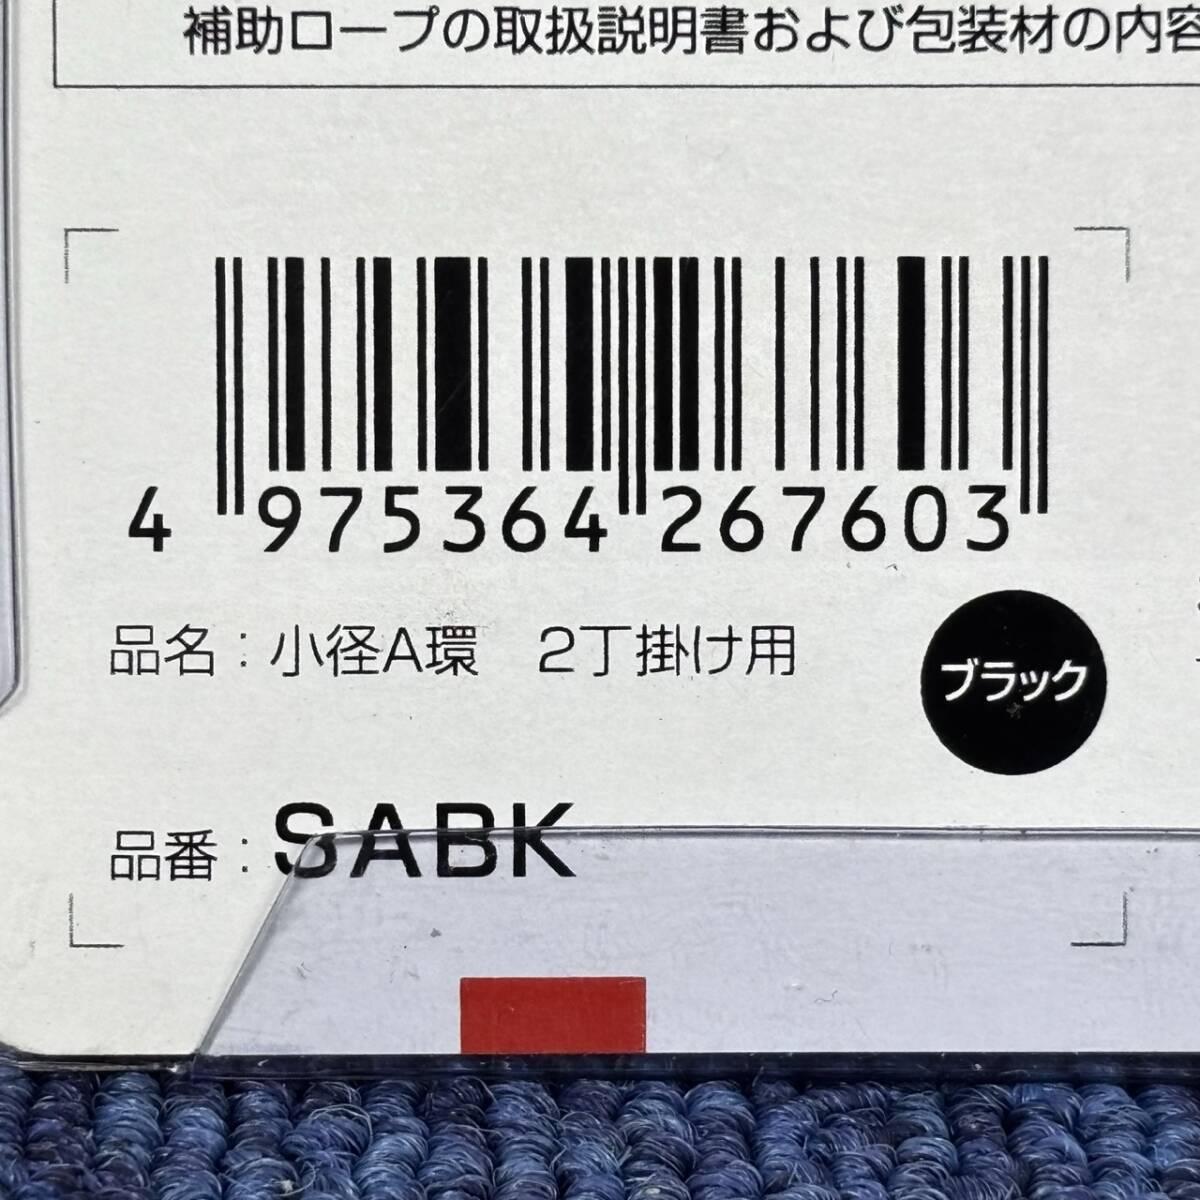 補助ロープの取扱説明書および包装材の内容
4 975364 267603
品名：小径A環　2丁掛け用
ブラック
品番：SABK